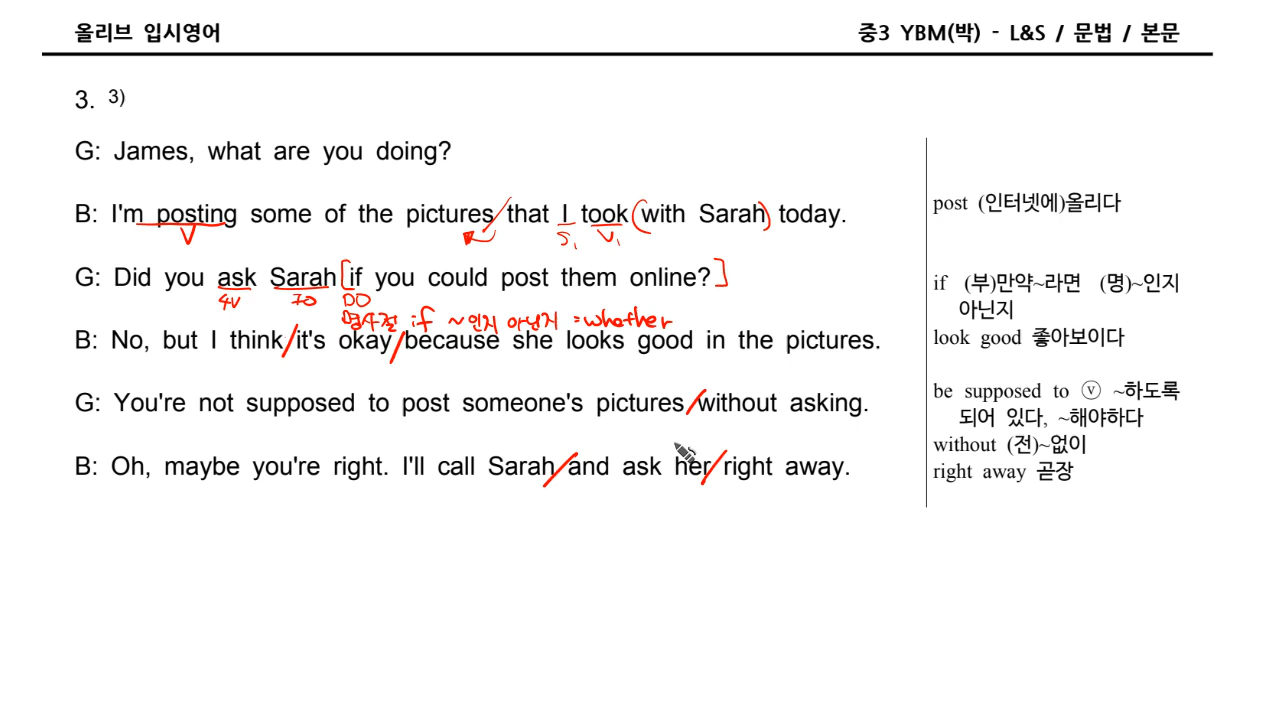 올리브 입시영어 중3 YBM(박) - L&S / 문법 / 본문
3. 3)
G: James, what are you doing?
B: I'm posting some of the pictures that I took with Sarah today.
V S₁ V₁
post (인터넷에)올리다
G: Did you ask Sarah [if you could post them online?]
4V IO DO
명사절 if ~인지 아닌지 =whether
if (부)만약~라면 (명)~인지
아닌지
B: No, but I think it's okay because she looks good in the pictures.
look good 좋아보이다
G: You're not supposed to post someone's pictures without asking.
be supposed to ⓥ ~하도록
되어 있다, ~해야하다
without (전)~없이
B: Oh, maybe you're right. I'll call Sarah and ask her right away.
right away 곧장